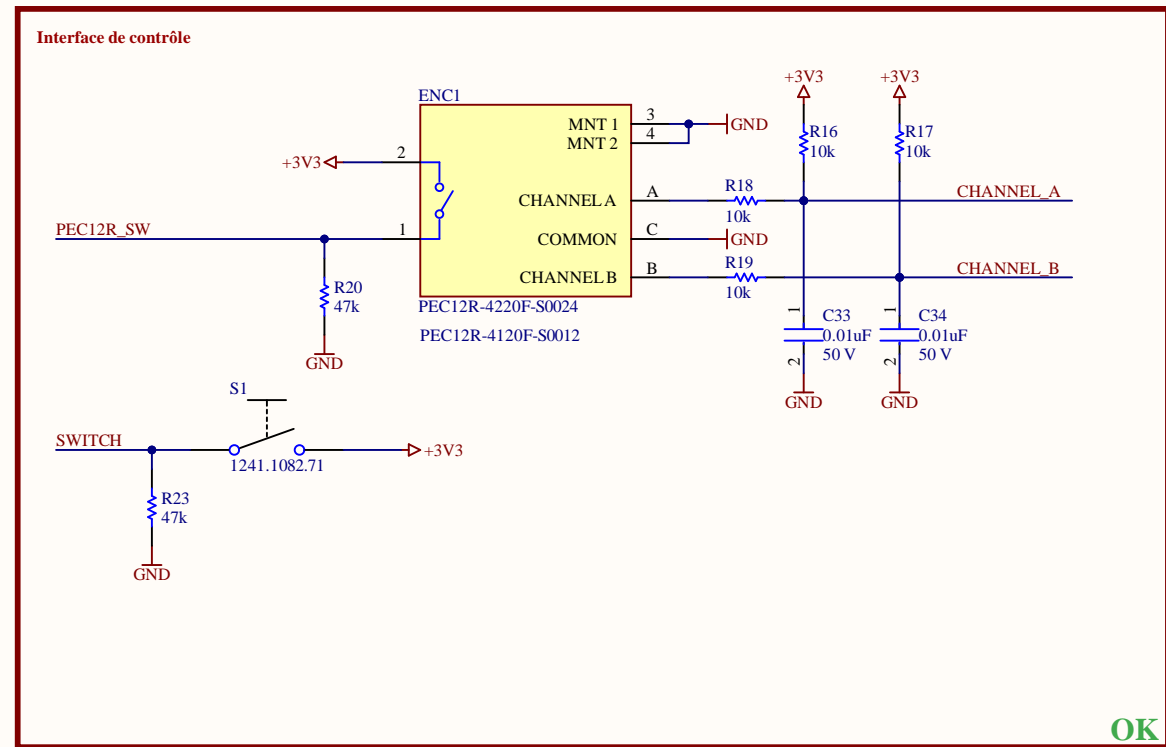 Interface de contrôle
+3V3
+3V3
ENC1
R16
10k
R17
10k
MNT 1
3
MNT 2
4
GND
+3V3
2
CHANNEL A
A
R18
10k
CHANNEL_A
PEC12R_SW
1
COMMON
C
GND
CHANNEL B
B
R19
10k
CHANNEL_B
R20
47k
GND
PEC12R-4220F-S0024
PEC12R-4120F-S0012
1
C33
0.01uF
50 V
2
GND
1
C34
0.01uF
50 V
2
GND
S1
SWITCH
+3V3
1241.1082.71
R23
47k
GND
OK